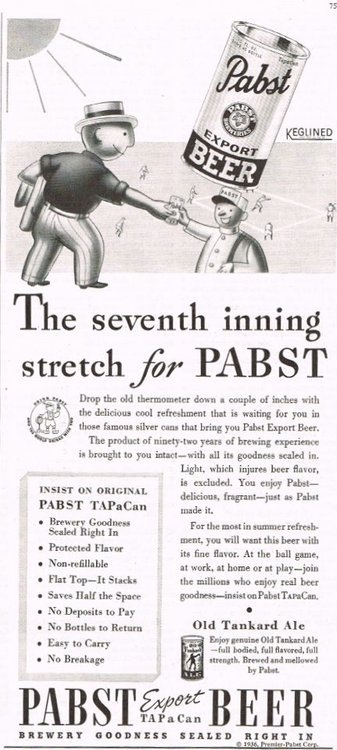 75
TapaCan
Pabst
PABST
BREWERIES
EXPORT
BEER
KEGLINED
PABST
The seventh inning
stretch for PABST
DRINK PABST
Drop the old thermometer down a couple of inches with
the delicious cool refreshment that is waiting for you in
those famous silver cans that bring you Pabst Export Beer.
The product of ninety-two years of brewing experience
is brought to you intact—with all its goodness sealed in.
Light, which injures beer flavor,
is excluded. You enjoy Pabst—
delicious, fragrant—just as Pabst
made it.
For the most in summer refresh-
ment, you will want this beer with
its fine flavor. At the ball game,
at work, at home or at play—join
the millions who enjoy real beer
goodness—insist on Pabst TAPaCan.
INSIST ON ORIGINAL
PABST TAPaCan
• Brewery Goodness
Sealed Right In
• Protected Flavor
• Non-refillable
• Flat Top—It Stacks
• Saves Half the Space
• No Deposits to Pay
• No Bottles to Return
• Easy to Carry
• No Breakage
•
Old Tankard Ale
Enjoy genuine Old Tankard Ale
—full bodied, full flavored, full
strength. Brewed and mellowed
by Pabst.
ALE
PABST Export TAPaCan BEER
BREWERY GOODNESS SEALED RIGHT IN
© 1936, Premier-Pabst Corp.